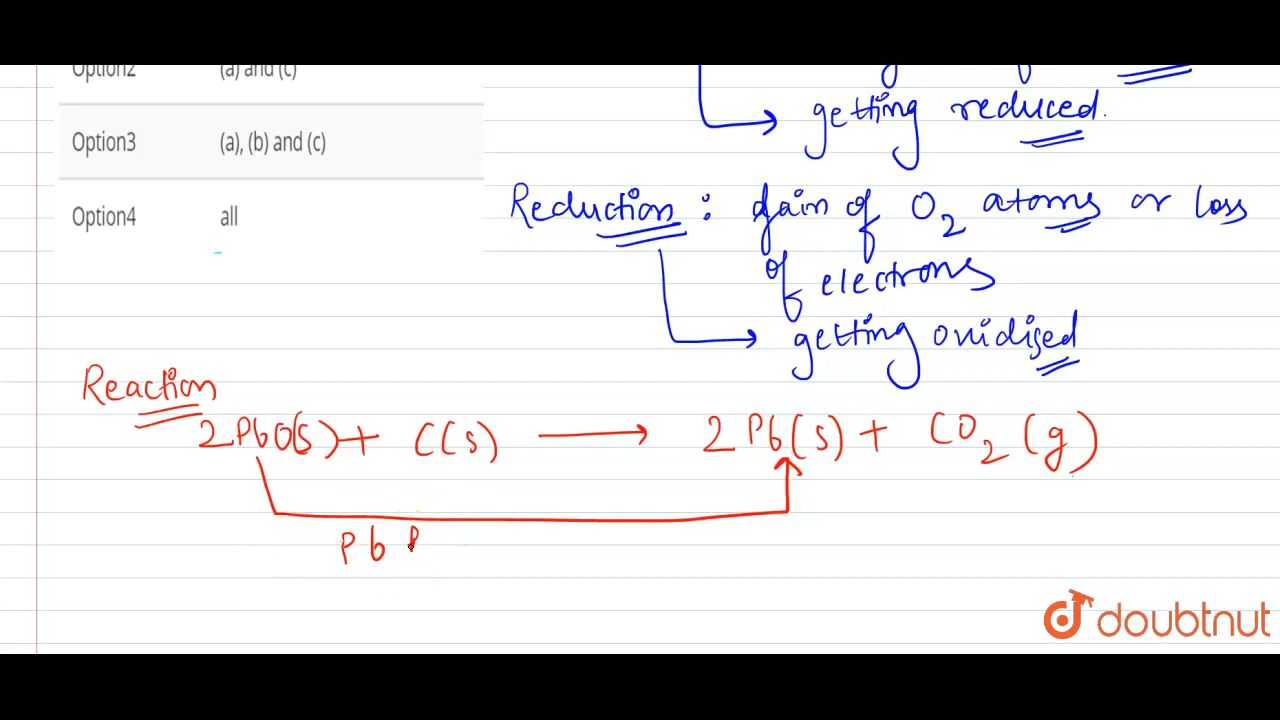 Option2 (a) and (c)
getting reduced.
Option3 (a), (b) and (c)
Reduction : Gain of O2 atoms or loss
Option4 all
of electrons
getting oxidised
Reaction
2PbO(s) + C(s) → 2Pb(s) + CO2(g)
Pb
doubtnut